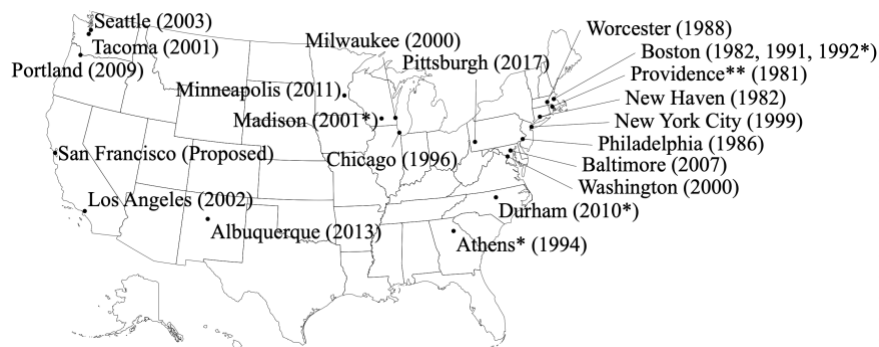 Seattle (2003)
Tacoma (2001)
Portland (2009)
Milwaukee (2000)
Pittsburgh (2017)
Minneapolis (2011)
Madison (2001*)
Chicago (1996)
Worcester (1988)
Boston (1982, 1991, 1992*)
Providence** (1981)
New Haven (1982)
New York City (1999)
Philadelphia (1986)
Baltimore (2007)
Washington (2000)
San Francisco (Proposed)
Los Angeles (2002)
Albuquerque (2013)
Durham (2010*)
Athens* (1994)